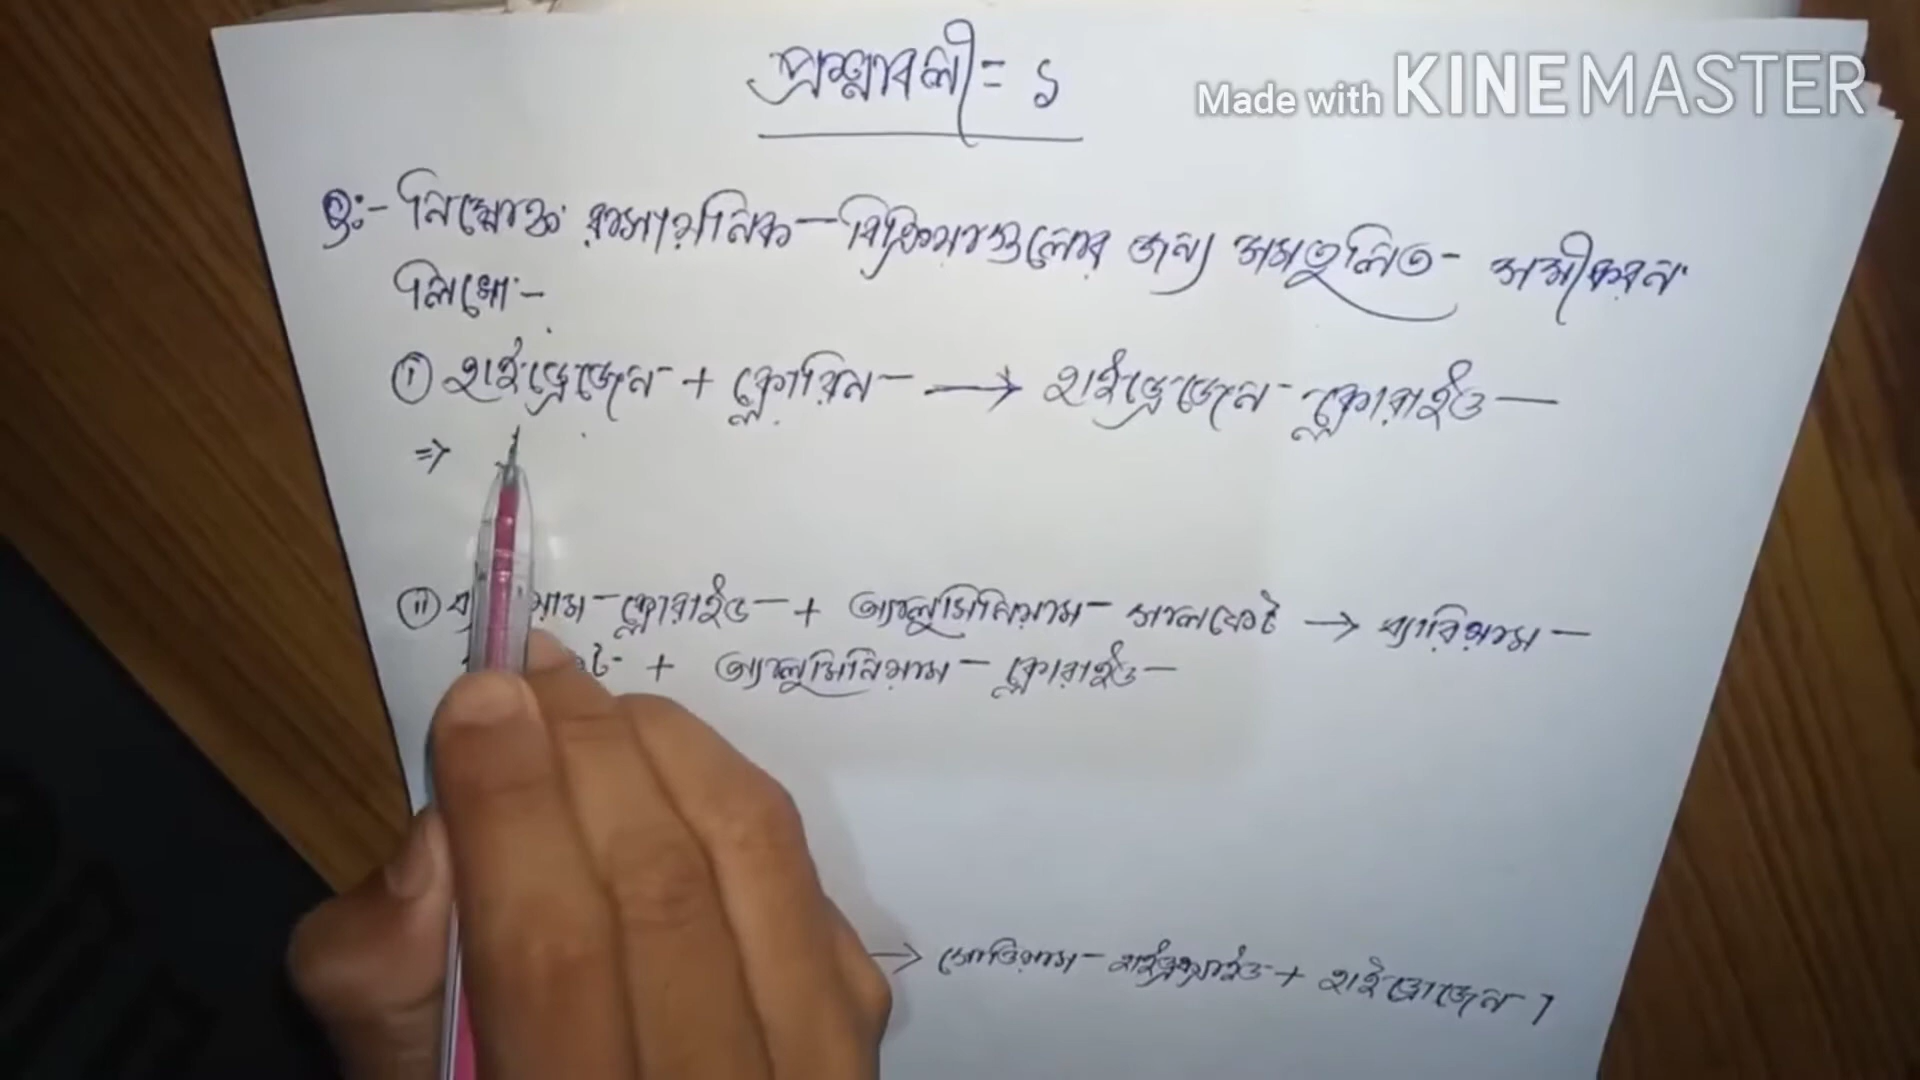 প্রশ্নাবলী = ১
Made with KINEMASTER
Q:- নিম্নোক্ত রাসায়নিক বিক্রিয়াগুলোর জন্য সমতুলিত সমীকরন
লিখো:-
(i) হাইড্রোজেন + ক্লোরিন → হাইড্রোজেন ক্লোরাইড
⇒
(ii) ক্লোরাইড + অ্যালুমিনিয়াম সালফেট → ব্যারিয়াম
+ অ্যালুমিনিয়াম ক্লোরাইড
→ সোডিয়াম হাইড্রক্সাইড + হাইড্রোজেন ।